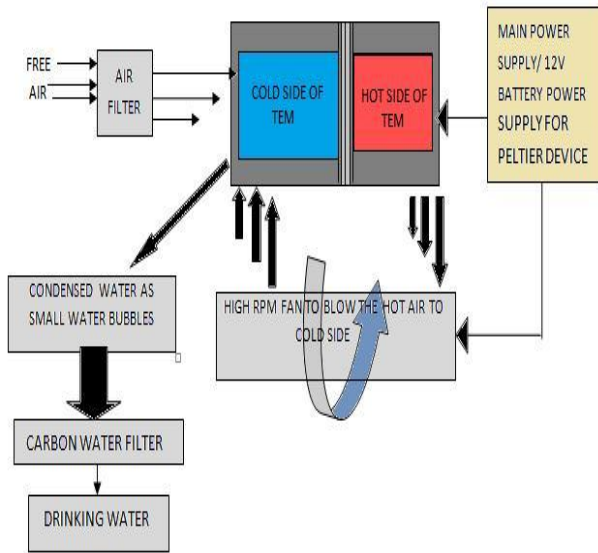 FREE
AIR
AIR
FILTER
COLD SIDE OF
TEM
HOT SIDE OF
TEM
MAIN POWER
SUPPLY/ 12V
BATTERY POWER
SUPPLY FOR
PELTIER DEVICE
CONDENSED WATER AS
SMALL WATER BUBBLES
HIGH RPM FAN TO BLOW THE HOT AIR TO
COLD SIDE
CARBON WATER FILTER
DRINKING WATER